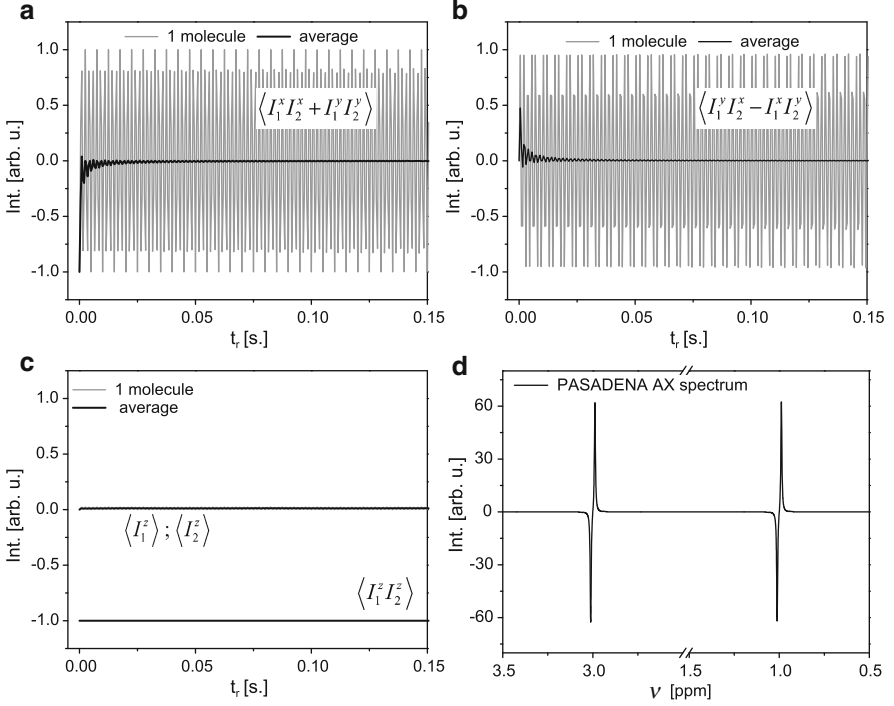 a
1 molecule average
⟨I₁ˣI₂ˣ + I₁ʸI₂ʸ⟩
Int. [arb. u.]
1.0
0.5
0.0
-0.5
-1.0
0.00 0.05 0.10 0.15
t_r [s.]
b
1 molecule average
⟨I₁ʸI₂ˣ − I₁ˣI₂ʸ⟩
Int. [arb. u.]
1.0
0.5
0.0
-0.5
-1.0
0.00 0.05 0.10 0.15
t_r [s.]
c
1 molecule
average
⟨I₁ᶻ⟩ ; ⟨I₂ᶻ⟩
⟨I₁ᶻI₂ᶻ⟩
Int. [arb. u.]
1.0
0.5
0.0
-0.5
-1.0
0.00 0.05 0.10 0.15
t_r [s.]
d
PASADENA AX spectrum
Int. [arb. u.]
60
30
0
-30
-60
3.5 3.0 1.5 1.0 0.5
ν [ppm]